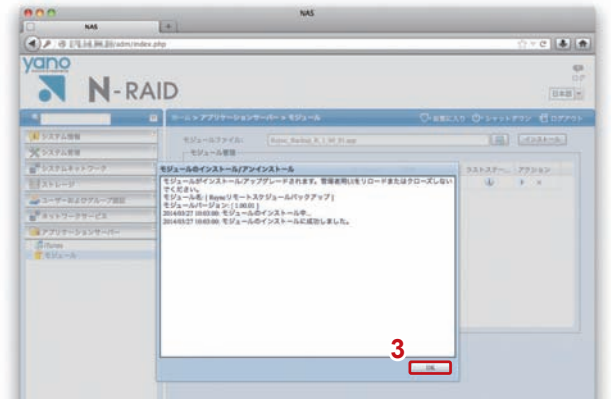 NAS
NAS
/adm/index.php
yano
N-RAID
ログ
日本語
ホーム > アプリケーションサーバー > モジュール
お気に入り
シャットダウン
ログアウト
システム情報
システム管理
システムネットワーク
ストレージ
ユーザーおよびグループ認証
ネットワークサービス
アプリケーションサーバー
iTunes
モジュール
モジュールファイル:
インストール
モジュール管理
アクション
モジュールのインストール/アンインストール
モジュールがインストール/アップグレードされます。管理者用UIをリロードまたはクローズしない
でください。
モジュール名: [ Rsyncリモートスケジュールバックアップ ]
モジュールバージョン: [ 1.00.01 ]
2014/03/27 10:03:00: モジュールのインストール中...
2014/03/27 10:03:00: モジュールのインストールに成功しました。
3
OK